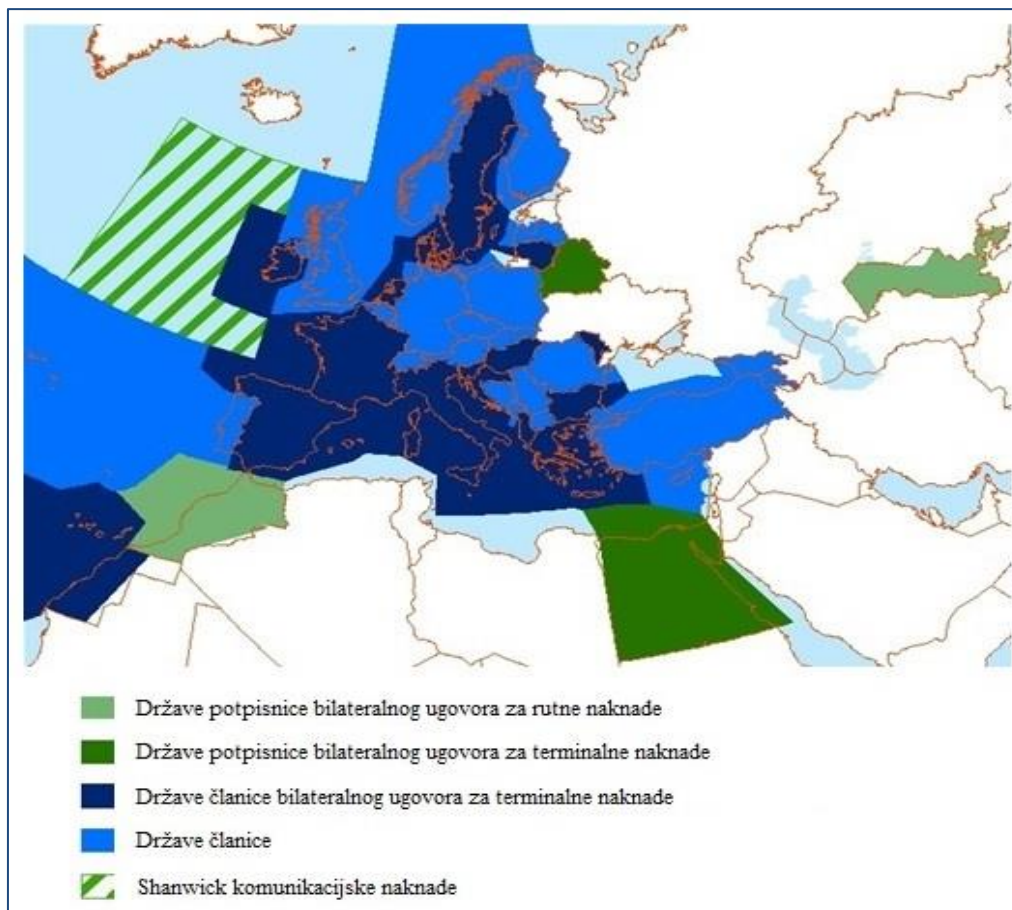 Države potpisnice bilateralnog ugovora za rutne naknade
Države potpisnice bilateralnog ugovora za terminalne naknade
Države članice bilateralnog ugovora za terminalne naknade
Države članice
Shanwick komunikacijske naknade